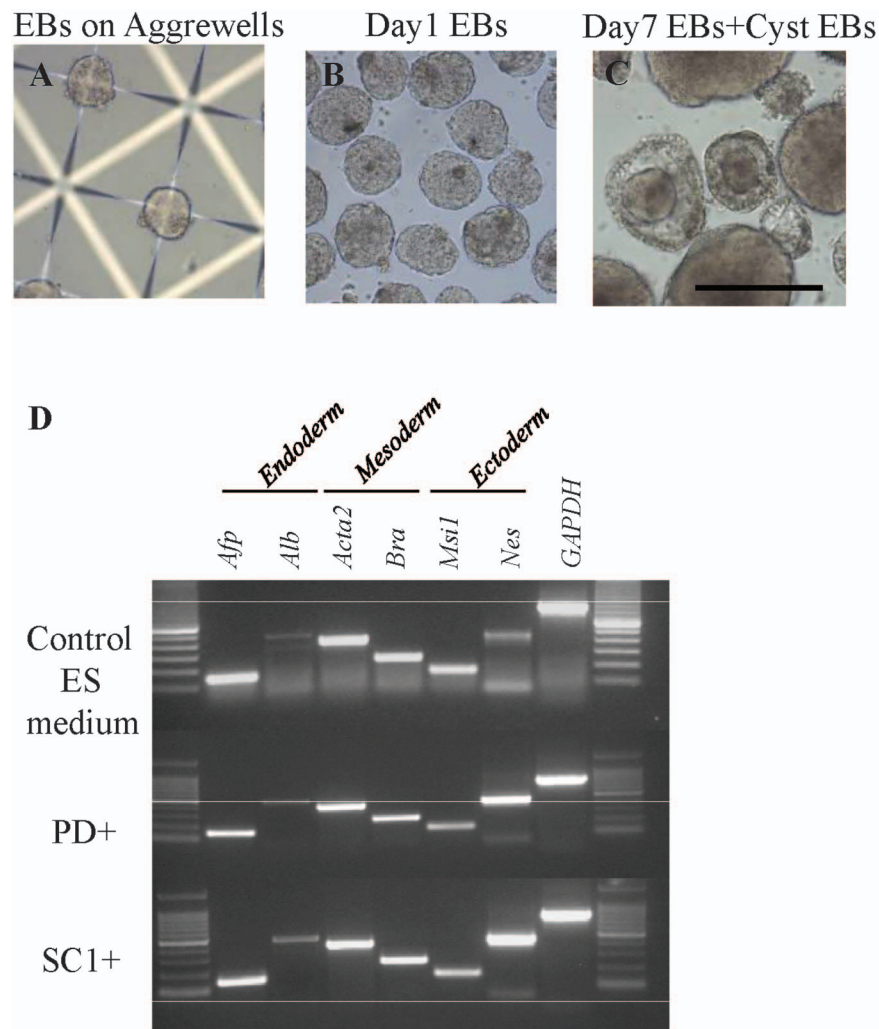 EBs on Aggrewells
Day1 EBs
Day7 EBs+Cyst EBs
A
B
C
D
Endoderm
Mesoderm
Ectoderm
Afp
Alb
Acta2
Bra
Msi1
Nes
GAPDH
Control
ES
medium
PD+
SC1+